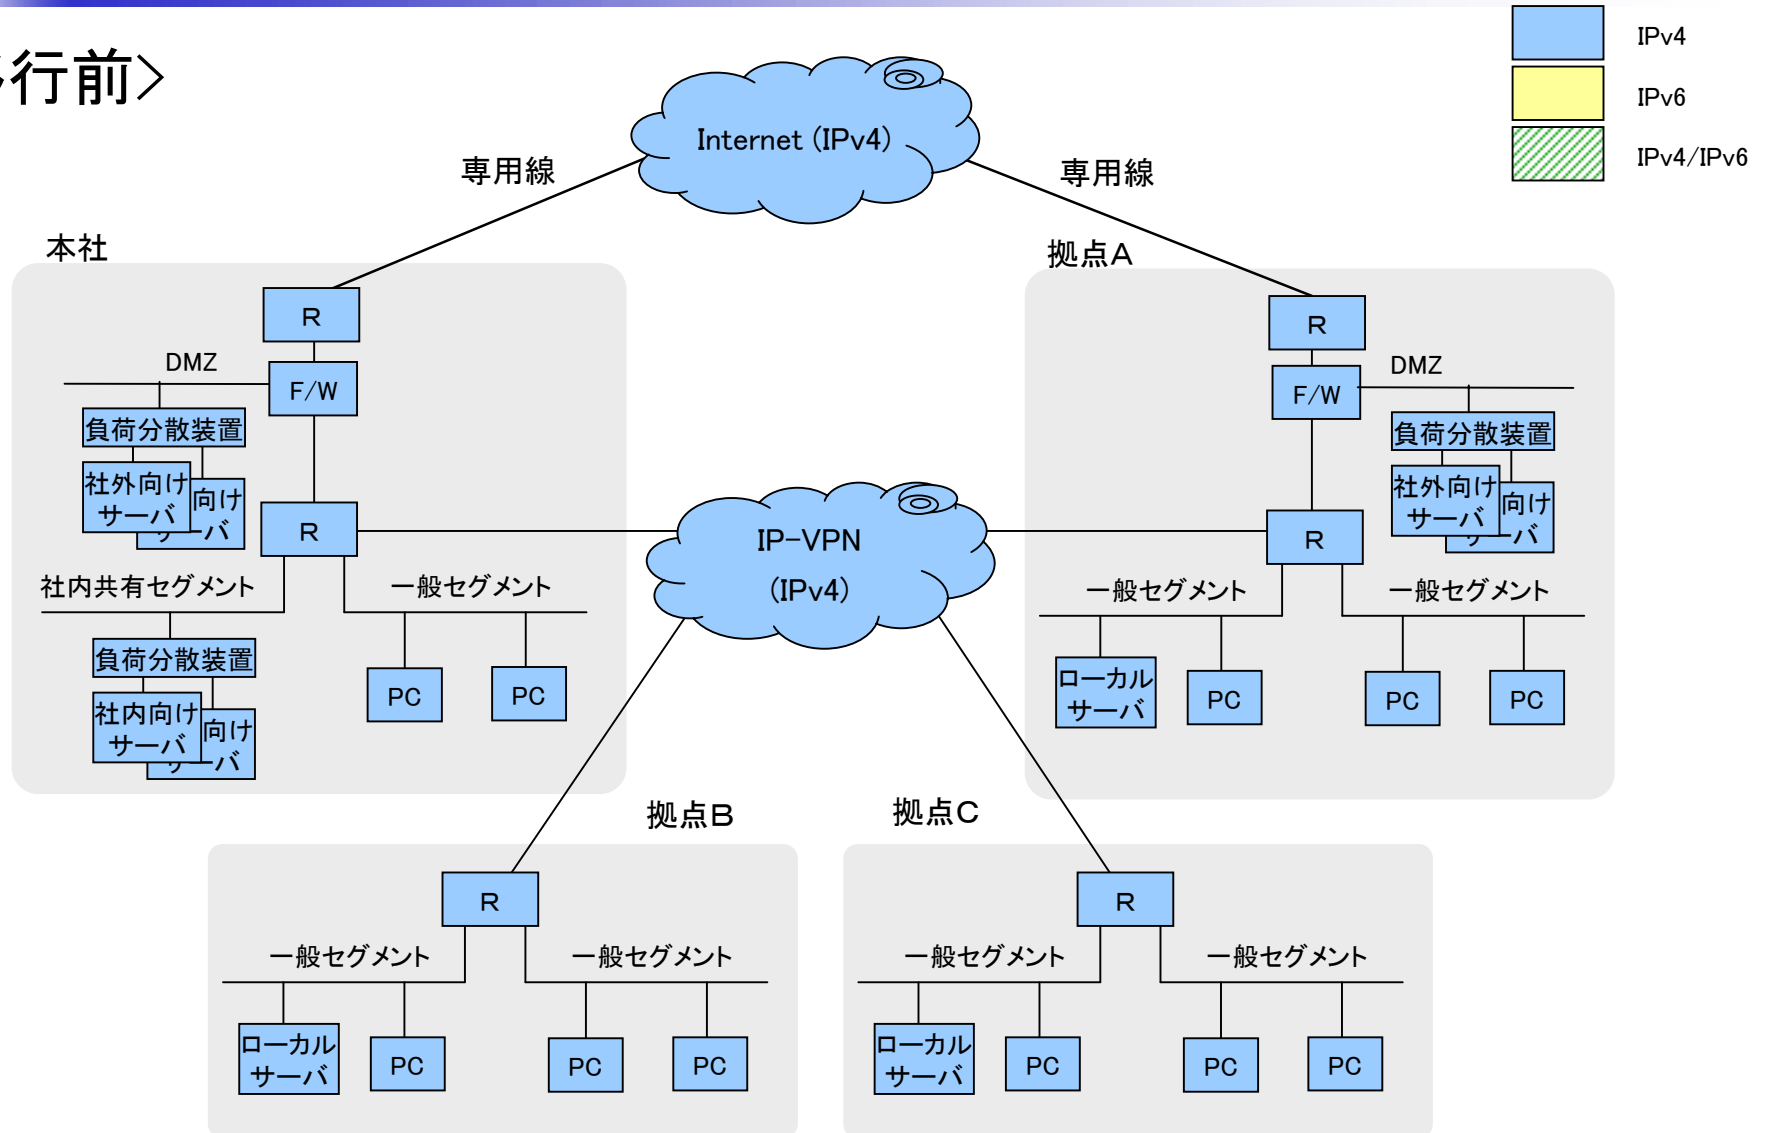 行前>
IPv4
IPv6
IPv4/IPv6
Internet (IPv4)
専用線
専用線
本社
R
DMZ
F/W
負荷分散装置
社外向け
サーバ
向け
ーバ
R
社内共有セグメント
一般セグメント
負荷分散装置
社内向け
サーバ
向け
ーバ
PC
PC
IP-VPN
(IPv4)
拠点A
R
DMZ
F/W
負荷分散装置
社外向け
サーバ
向け
ーバ
R
一般セグメント
一般セグメント
ローカル
サーバ
PC
PC
PC
拠点B
R
一般セグメント
一般セグメント
ローカル
サーバ
PC
PC
PC
拠点C
R
一般セグメント
一般セグメント
ローカル
サーバ
PC
PC
PC